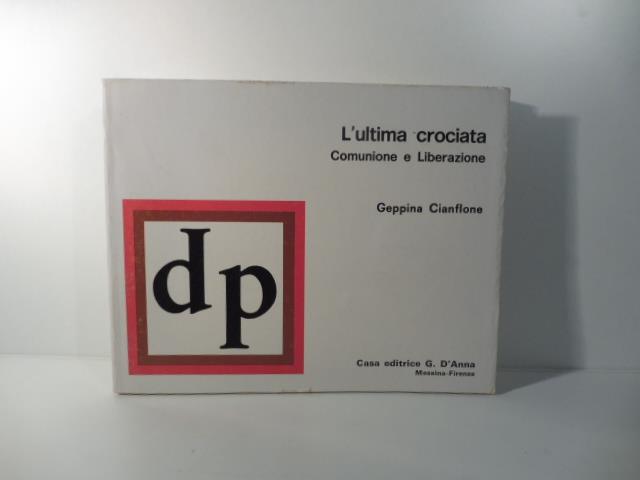 L'ultima crociata
Comunione e Liberazione
Geppina Cianflone
dp
Casa editrice G. D'Anna
Messina-Firenze